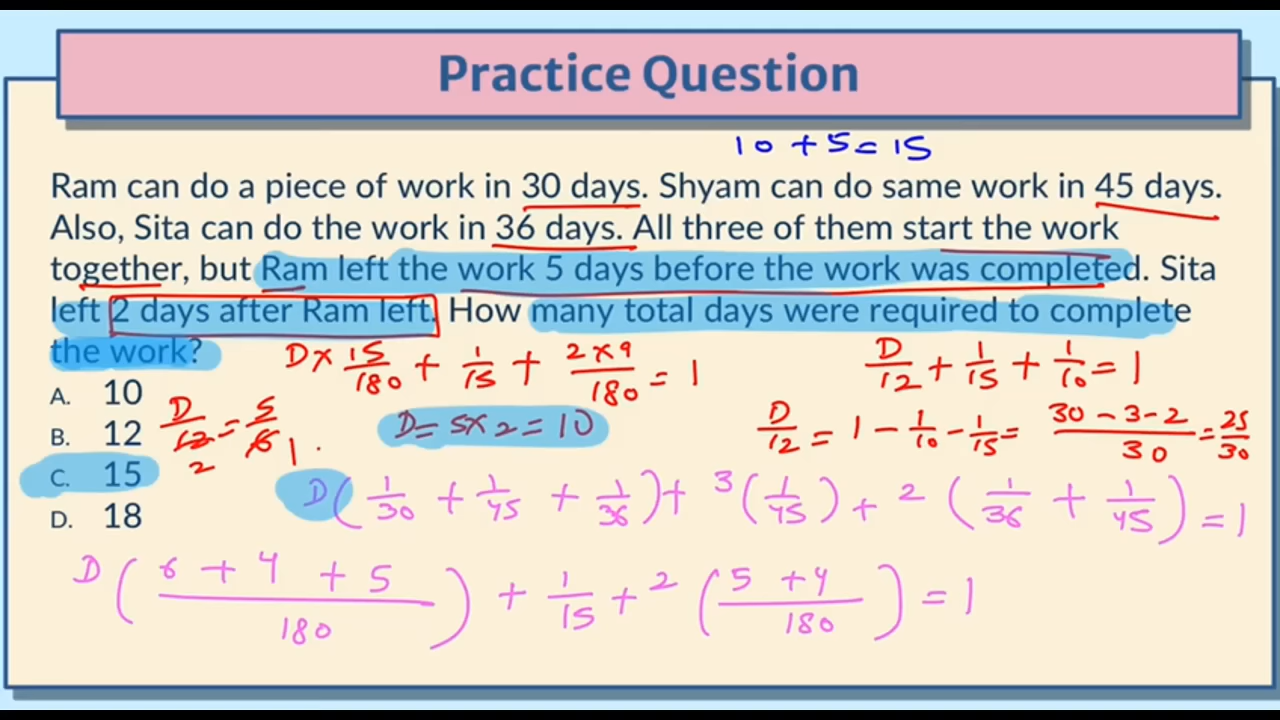 Practice Question
10 + 5 = 15
Ram can do a piece of work in 30 days. Shyam can do same work in 45 days.
Also, Sita can do the work in 36 days. All three of them start the work
together, but Ram left the work 5 days before the work was completed. Sita
left 2 days after Ram left. How many total days were required to complete
the work?
D × 15/180 + 1/15 + 2×9/180 = 1
D/12 + 1/15 + 1/10 = 1
A. 10
B. 12
C. 15
D. 18
D/12 = 5/6
2 1
D = 5×2 = 10
D/12 = 1 - 1/10 - 1/15 = 30-3-2/30 = 25/30
D(1/30 + 1/45 + 1/36) + 3(1/45) + 2(1/36 + 1/45) = 1
D(6+4+5/180) + 1/15 + 2(5+4/180) = 1